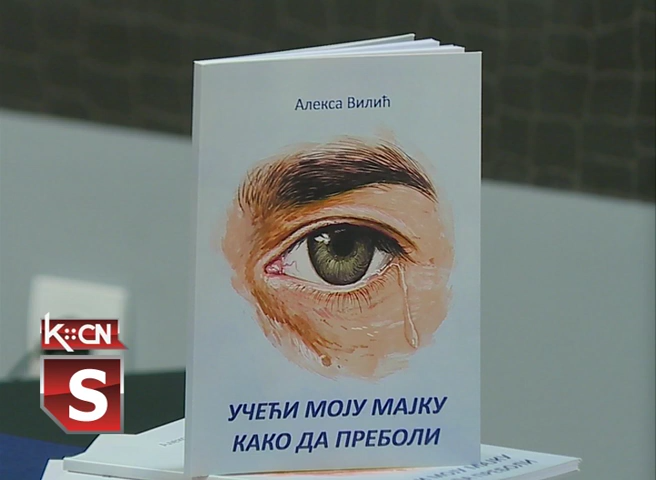 Алекса Вилић
УЧЕЋИ МОЈУ МАЈКУ
КАКО ДА ПРЕБОЛИ
K::CN
S